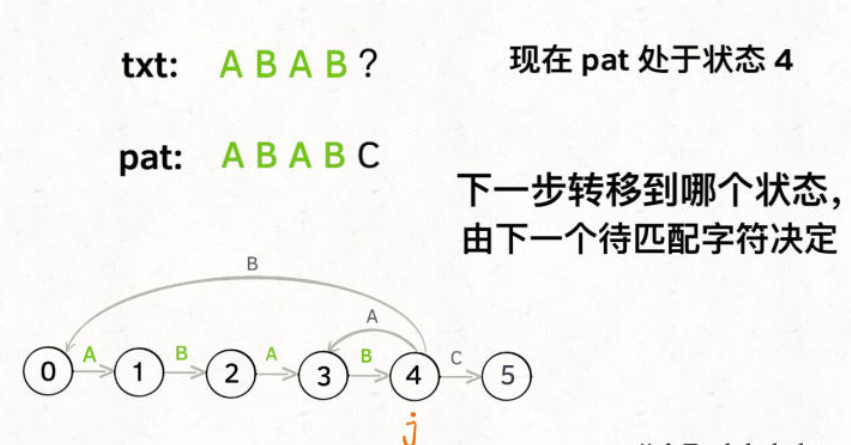 txt: A B A B ?
现在 pat 处于状态 4
pat: A B A B C
下一步转移到哪个状态，
由下一个待匹配字符决定
B
A
A B A B C
0 1 2 3 4 5
j